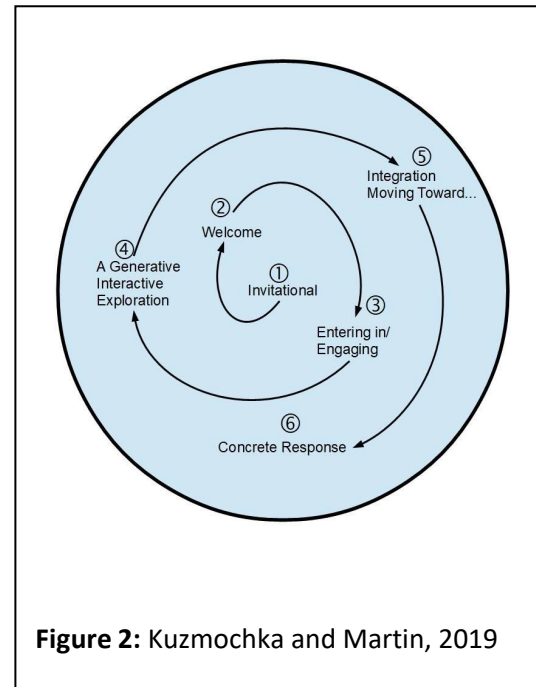 ①
Invitational
②
Welcome
③
Entering in/
Engaging
④
A Generative
Interactive
Exploration
⑤
Integration
Moving Toward...
⑥
Concrete Response
Figure 2: Kuzmochka and Martin, 2019